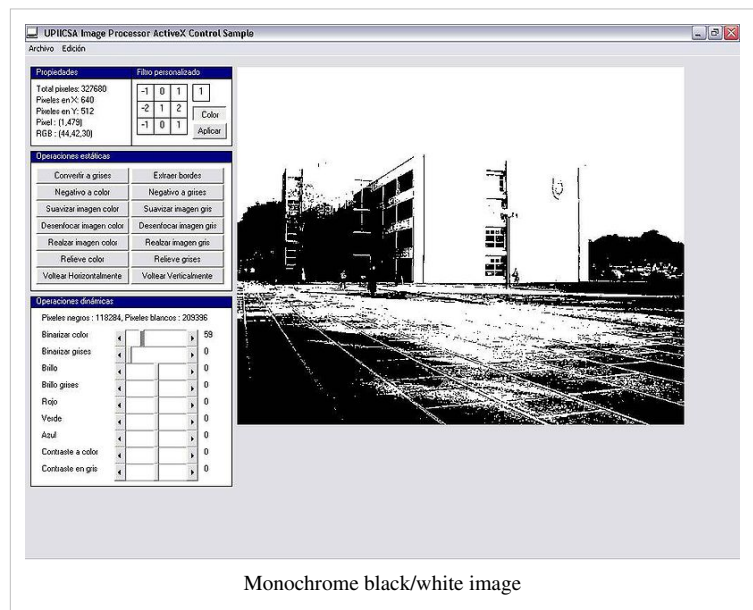 UPIICSA Image Processor ActiveX Control Sample
Archivo Edición
Propiedades
Total pixeles: 327680
Pixeles en X: 640
Pixeles en Y: 512
Pixel : (1,479)
RGB : (44,42,30)
Filtro personalizado
-1 0 1 1
-2 1 2
-1 0 1
Color
Aplicar
Operaciones estáticas
Convertir a grises Extraer bordes
Negativo a color Negativo a grises
Suavizar imagen color Suavizar imagen gris
Desenfocar imagen color Desenfocar imagen gris
Realzar imagen color Realzar imagen gris
Relieve color Relieve grises
Voltear Horizontalmente Voltear Verticalmente
Operaciones dinámicas
Pixeles negros : 118284, Pixeles blancos : 209396
Binarizar color 59
Binarizar grises 0
Brillo 0
Brillo grises 0
Rojo 0
Verde 0
Azul 0
Contraste a color 0
Contraste en gris 0
Monochrome black/white image